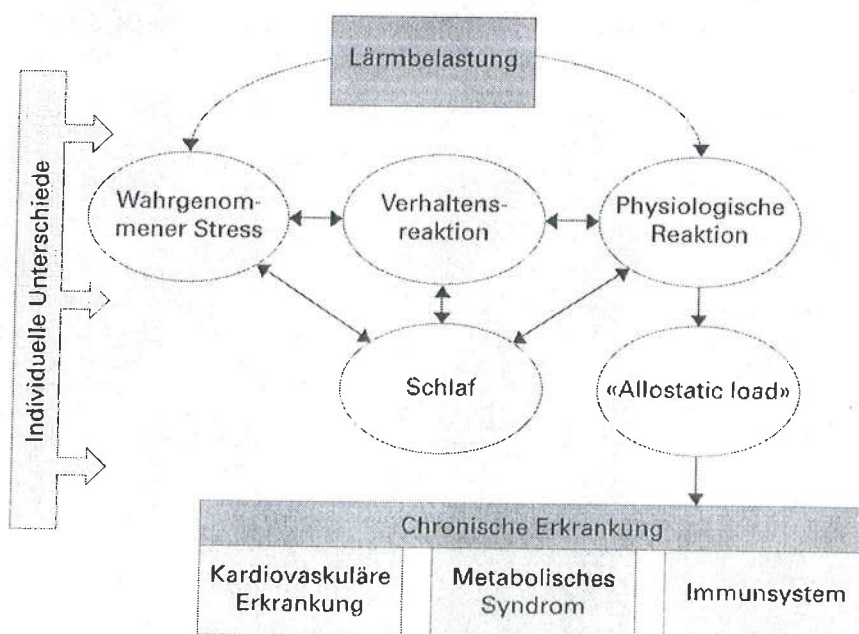 Lärmbelastung
Individuelle Unterschiede
Wahrgenom-
mener Stress
Verhaltens-
reaktion
Physiologische
Reaktion
Schlaf
«Allostatic load»
Chronische Erkrankung
Kardiovaskuläre
Erkrankung
Metabolisches
Syndrom
Immunsystem